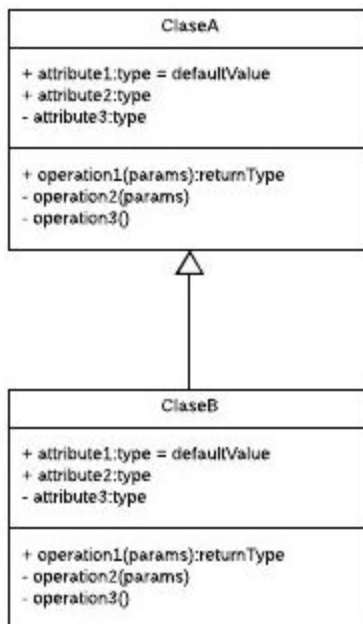 ClaseA
+ attribute1:type = defaultValue
+ attribute2:type
- attribute3:type
+ operation1(params):returnType
- operation2(params)
- operation3()
ClaseB
+ attribute1:type = defaultValue
+ attribute2:type
- attribute3:type
+ operation1(params):returnType
- operation2(params)
- operation3()